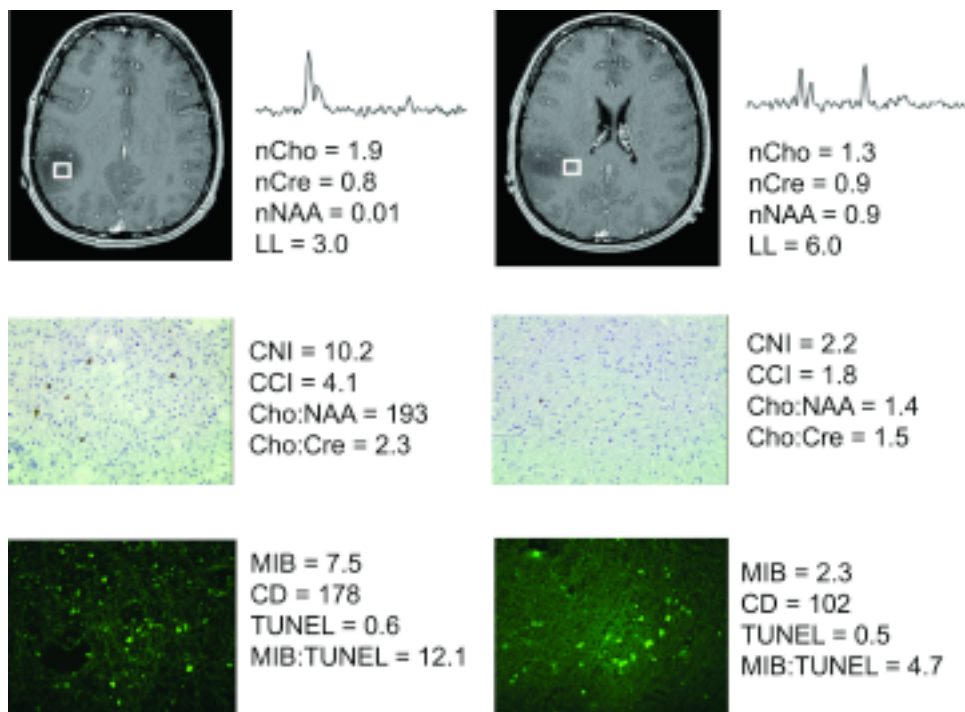 nCho = 1.9
nCre = 0.8
nNAA = 0.01
LL = 3.0
nCho = 1.3
nCre = 0.9
nNAA = 0.9
LL = 6.0
CNI = 10.2
CCI = 4.1
Cho:NAA = 193
Cho:Cre = 2.3
CNI = 2.2
CCI = 1.8
Cho:NAA = 1.4
Cho:Cre = 1.5
MIB = 7.5
CD = 178
TUNEL = 0.6
MIB:TUNEL = 12.1
MIB = 2.3
CD = 102
TUNEL = 0.5
MIB:TUNEL = 4.7